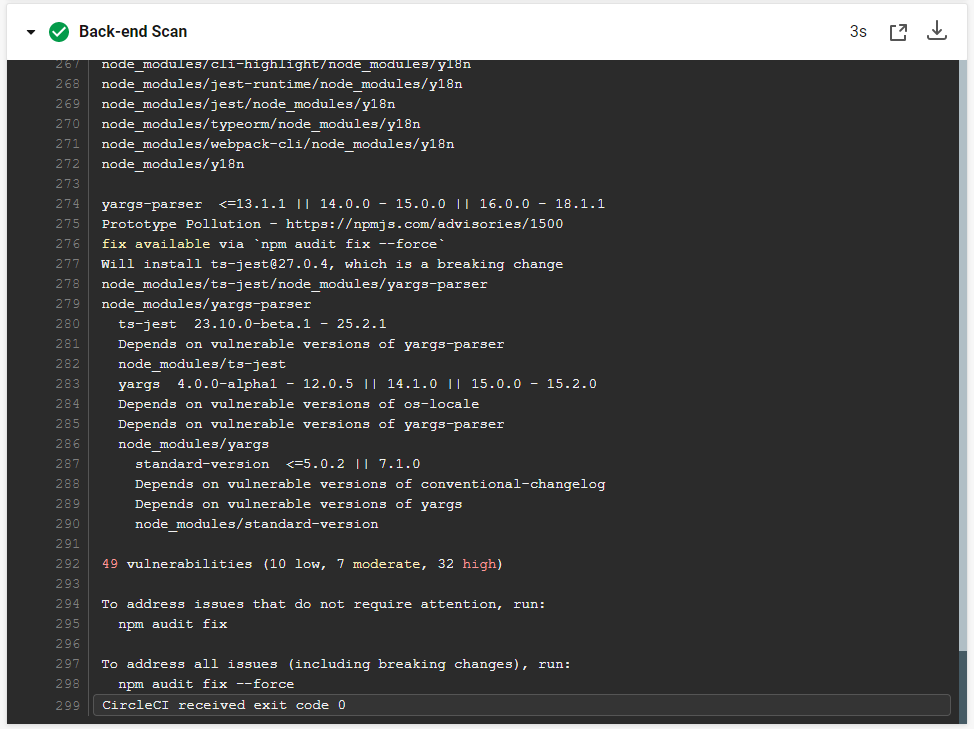 Back-end Scan 3s
267 node_modules/cli-highlight/node_modules/y18n
268 node_modules/jest-runtime/node_modules/y18n
269 node_modules/jest/node_modules/y18n
270 node_modules/typeorm/node_modules/y18n
271 node_modules/webpack-cli/node_modules/y18n
272 node_modules/y18n
273
274 yargs-parser  <=13.1.1 || 14.0.0 - 15.0.0 || 16.0.0 - 18.1.1
275 Prototype Pollution - https://npmjs.com/advisories/1500
276 fix available via `npm audit fix --force`
277 Will install ts-jest@27.0.4, which is a breaking change
278 node_modules/ts-jest/node_modules/yargs-parser
279 node_modules/yargs-parser
280   ts-jest  23.10.0-beta.1 - 25.2.1
281   Depends on vulnerable versions of yargs-parser
282   node_modules/ts-jest
283   yargs  4.0.0-alpha1 - 12.0.5 || 14.1.0 || 15.0.0 - 15.2.0
284   Depends on vulnerable versions of os-locale
285   Depends on vulnerable versions of yargs-parser
286   node_modules/yargs
287     standard-version  <=5.0.2 || 7.1.0
288     Depends on vulnerable versions of conventional-changelog
289     Depends on vulnerable versions of yargs
290     node_modules/standard-version
291
292 49 vulnerabilities (10 low, 7 moderate, 32 high)
293
294 To address issues that do not require attention, run:
295   npm audit fix
296
297 To address all issues (including breaking changes), run:
298   npm audit fix --force
299 CircleCI received exit code 0